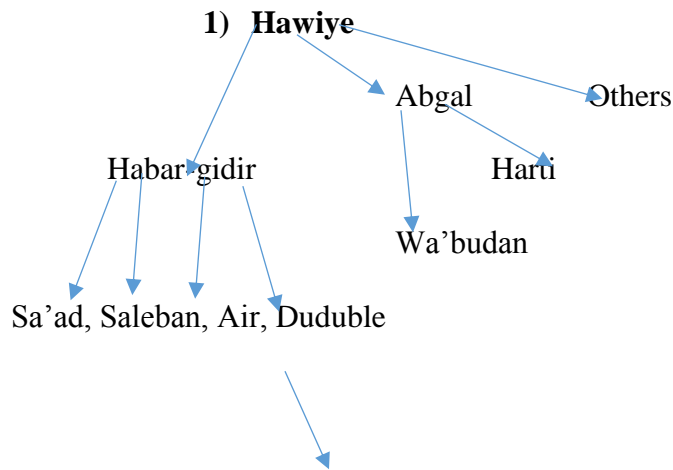 1) Hawiye
Abgal Others
Habar-gidir Harti
Wa’budan
Sa’ad, Saleban, Air, Duduble